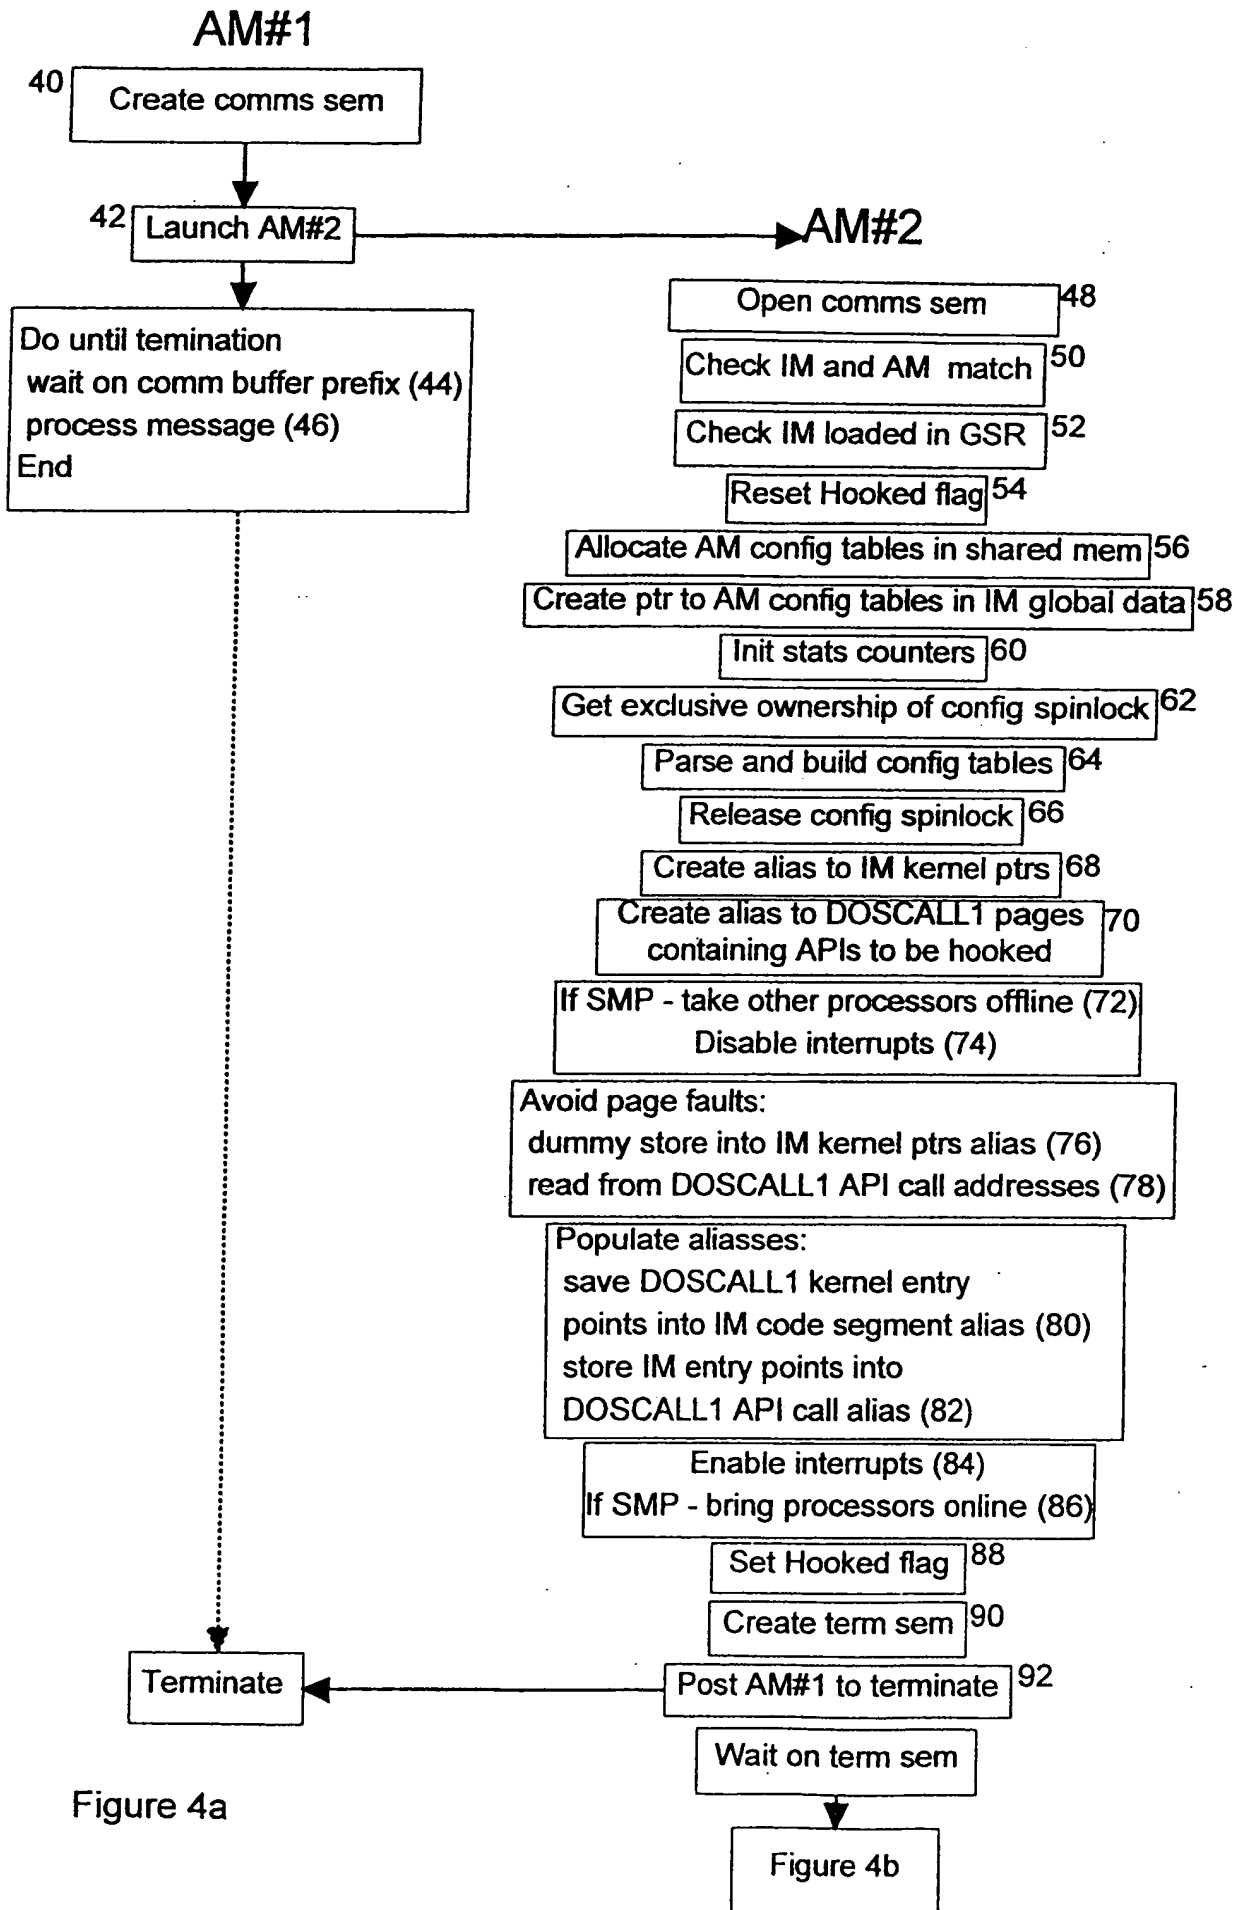 AM#1
40
Create comms sem
42
Launch AM#2
AM#2
Do until temination
wait on comm buffer prefix (44)
process message (46)
End
Open comms sem 48
Check IM and AM match 50
Check IM loaded in GSR 52
Reset Hooked flag 54
Allocate AM config tables in shared mem 56
Create ptr to AM config tables in IM global data 58
Init stats counters 60
Get exclusive ownership of config spinlock 62
Parse and build config tables 64
Release config spinlock 66
Create alias to IM kernel ptrs 68
Create alias to DOSCALL1 pages 70
containing APIs to be hooked
If SMP - take other processors offline (72)
Disable interrupts (74)
Avoid page faults:
dummy store into IM kernel ptrs alias (76)
read from DOSCALL1 API call addresses (78)
Populate aliasses:
save DOSCALL1 kernel entry
points into IM code segment alias (80)
store IM entry points into
DOSCALL1 API call alias (82)
Enable interrupts (84)
If SMP - bring processors online (86)
Set Hooked flag 88
Create term sem 90
Terminate
Post AM#1 to terminate 92
Wait on term sem
Figure 4a
Figure 4b